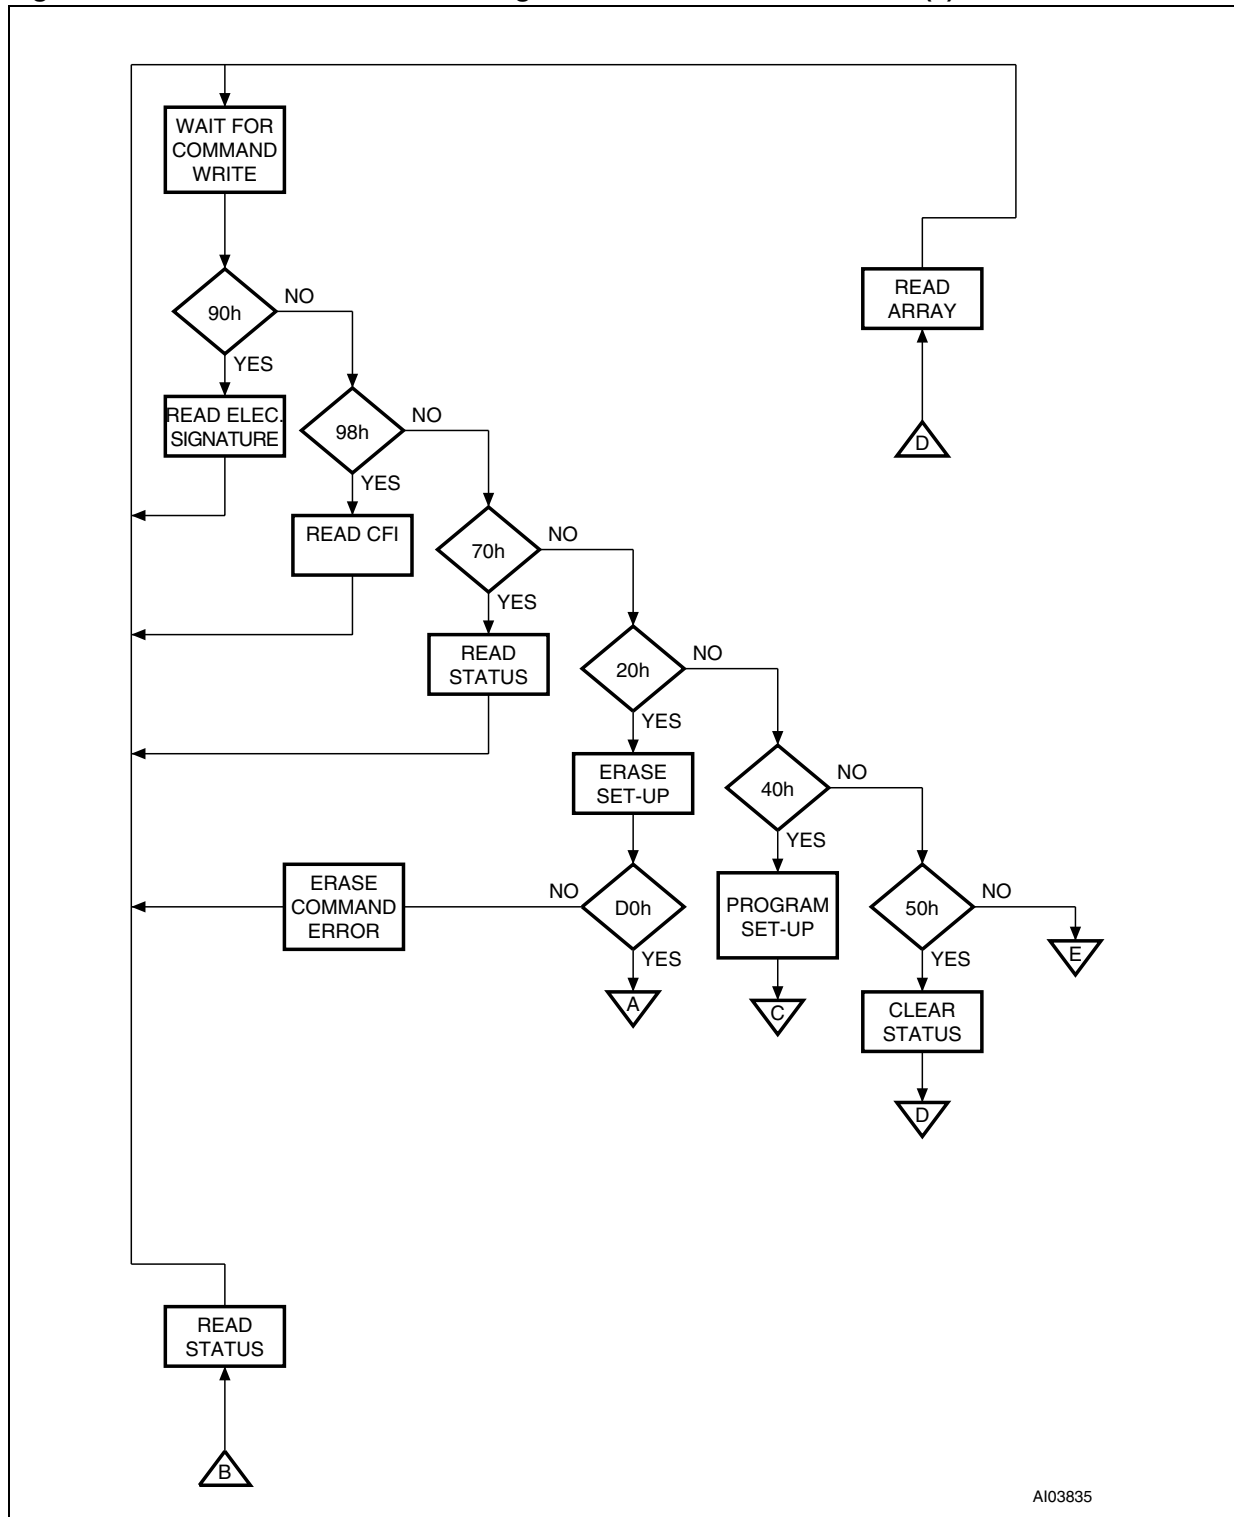 WAIT FOR
COMMAND
WRITE
90h
NO
YES
READ ELEC.
SIGNATURE
READ
ARRAY
D
98h
NO
YES
READ CFI
70h
NO
YES
READ
STATUS
20h
NO
YES
ERASE
SET-UP
40h
NO
YES
ERASE
COMMAND
ERROR
NO
D0h
YES
A
PROGRAM
SET-UP
C
50h
NO
YES
E
CLEAR
STATUS
D
READ
STATUS
B
AI03835